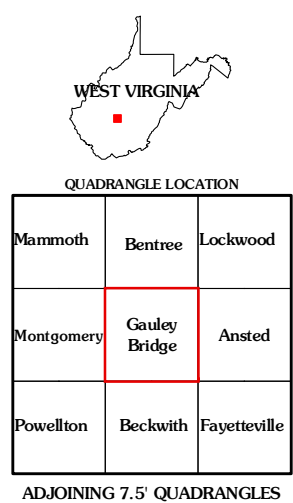 WEST VIRGINIA
QUADRANGLE LOCATION
Mammoth
Bentree
Lockwood
Montgomery
Gauley
Bridge
Ansted
Powellton
Beckwith
Fayetteville
ADJOINING 7.5' QUADRANGLES